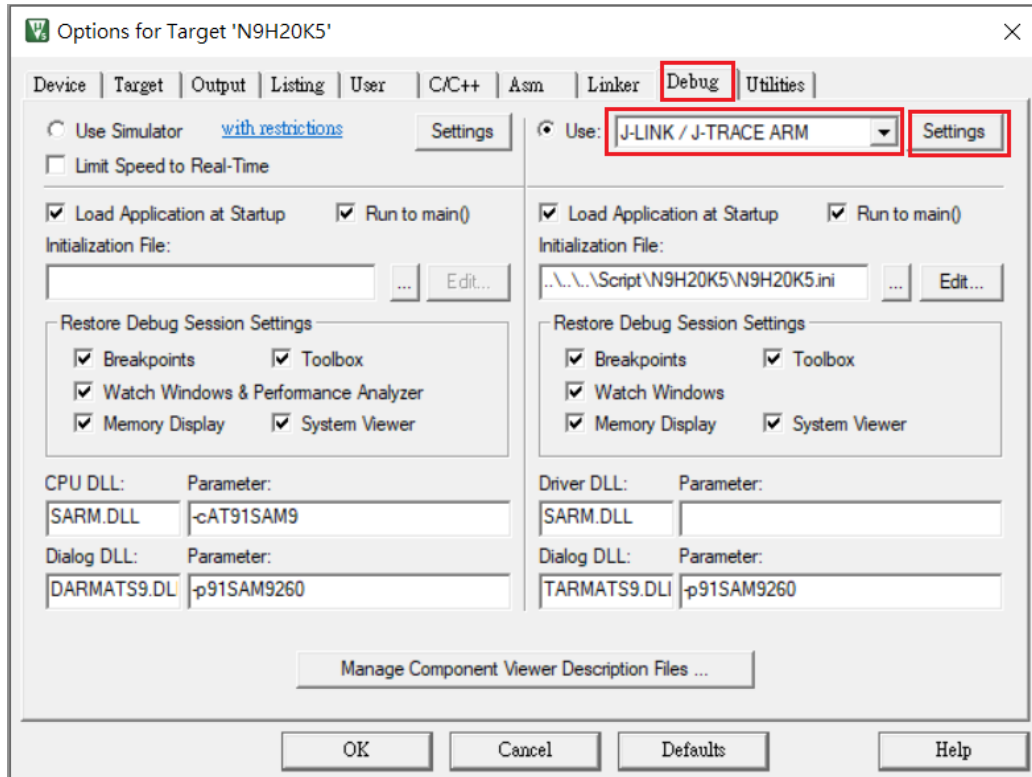 Options for Target 'N9H20K5'
Device Target Output Listing User C/C++ Asm Linker Debug Utilities
Use Simulator with restrictions Settings
Limit Speed to Real-Time
Load Application at Startup Run to main()
Initialization File:
... Edit...
Restore Debug Session Settings
Breakpoints Toolbox
Watch Windows & Performance Analyzer
Memory Display System Viewer
CPU DLL: Parameter:
SARM.DLL -cAT91SAM9
Dialog DLL: Parameter:
DARMATS9.DLL -p91SAM9260
Use: J-LINK / J-TRACE ARM Settings
Load Application at Startup Run to main()
Initialization File:
..\..\..\Script\N9H20K5\N9H20K5.ini ... Edit...
Restore Debug Session Settings
Breakpoints Toolbox
Watch Windows
Memory Display System Viewer
Driver DLL: Parameter:
SARM.DLL
Dialog DLL: Parameter:
TARMATS9.DLL -p91SAM9260
Manage Component Viewer Description Files ...
OK Cancel Defaults Help